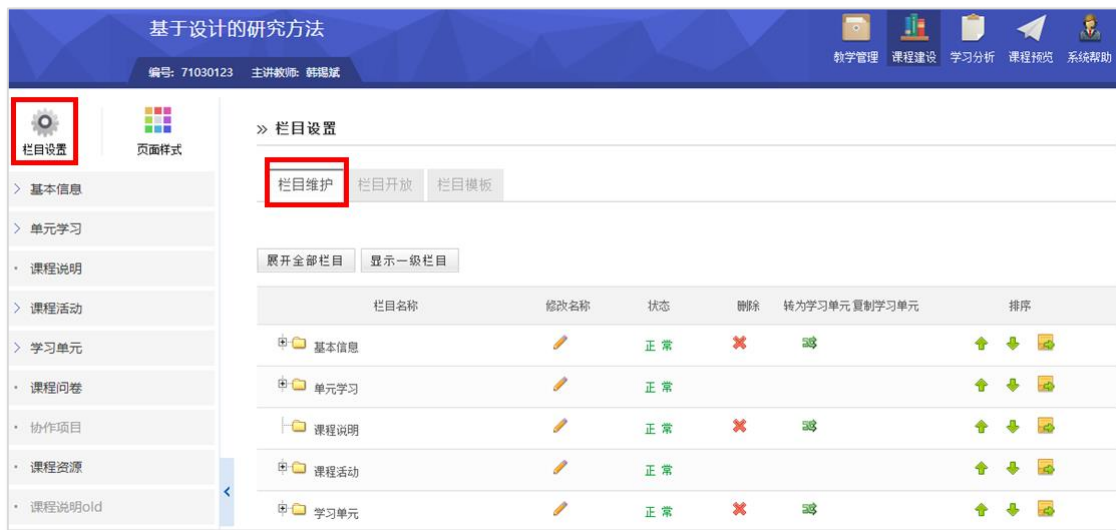 基于设计的研究方法
编号: 71030123 主讲教师: 韩锡斌
教学管理 课程建设 学习分析 课程预览 系统帮助
栏目设置 页面样式
» 栏目设置
栏目维护 栏目开放 栏目模板
> 基本信息
> 单元学习
· 课程说明
> 课程活动
> 学习单元
· 课程问卷
· 协作项目
· 课程资源
· 课程说明old
展开全部栏目 显示一级栏目
栏目名称 修改名称 状态 删除 转为学习单元 复制学习单元 排序
基本信息 正常
单元学习 正常
课程说明 正常
课程活动 正常
学习单元 正常